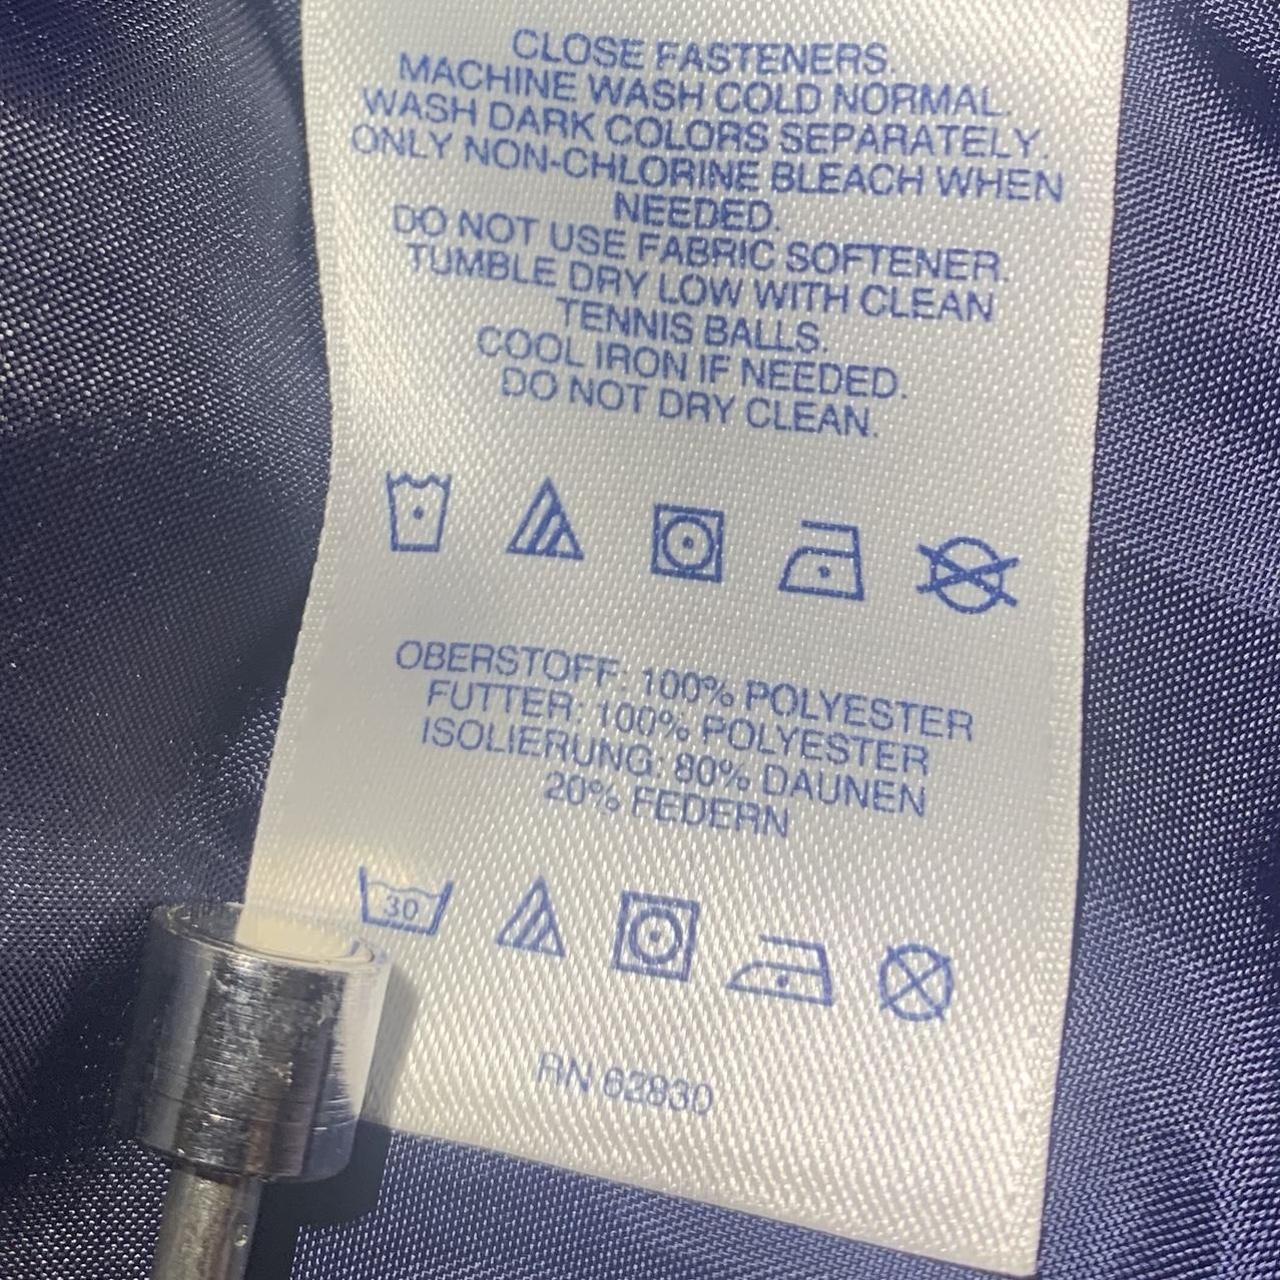 CLOSE FASTENERS.
MACHINE WASH COLD NORMAL.
WASH DARK COLORS SEPARATELY.
ONLY NON-CHLORINE BLEACH WHEN
NEEDED.
DO NOT USE FABRIC SOFTENER.
TUMBLE DRY LOW WITH CLEAN
TENNIS BALLS.
COOL IRON IF NEEDED.
DO NOT DRY CLEAN.
OBERSTOFF: 100% POLYESTER
FUTTER: 100% POLYESTER
ISOLIERUNG: 80% DAUNEN
20% FEDERN
30
RN 62830